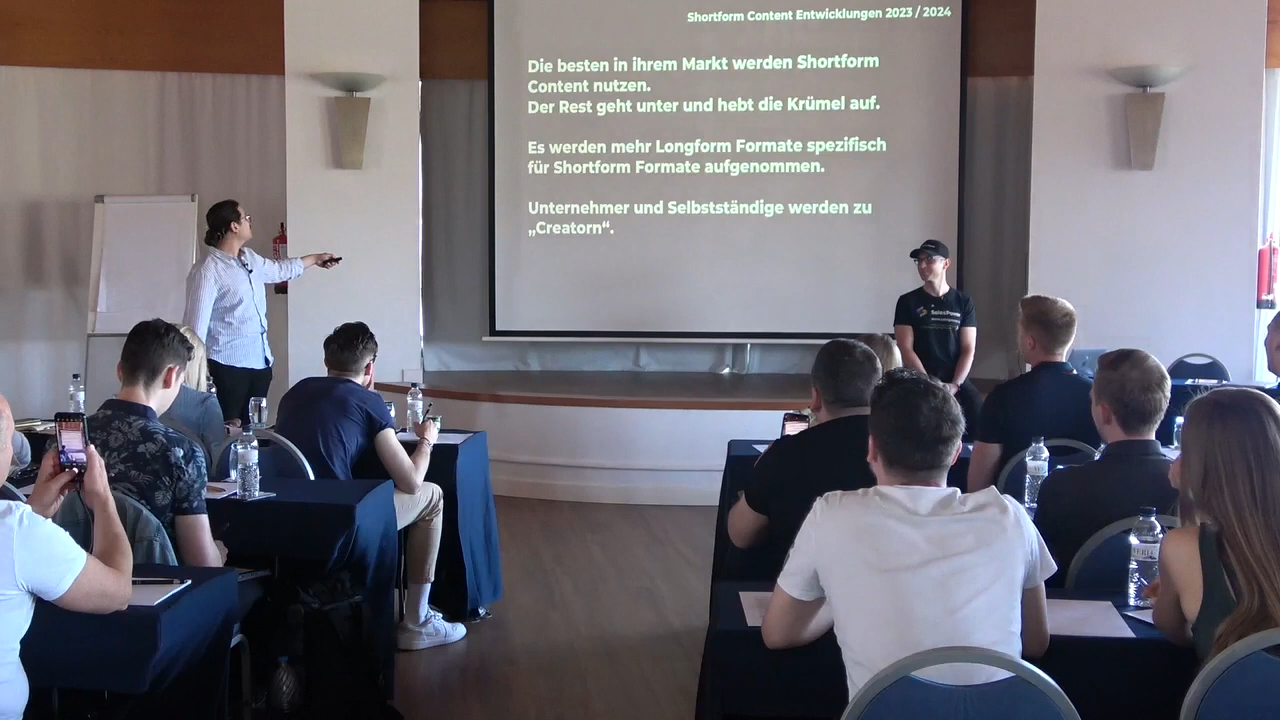 Shortform Content Entwicklungen 2023 / 2024
Die besten in ihrem Markt werden Shortform
Content nutzen.
Der Rest geht unter und hebt die Krümel auf.
Es werden mehr Longform Formate spezifisch
für Shortform Formate aufgenommen.
Unternehmer und Selbstständige werden zu
„Creatorn“.